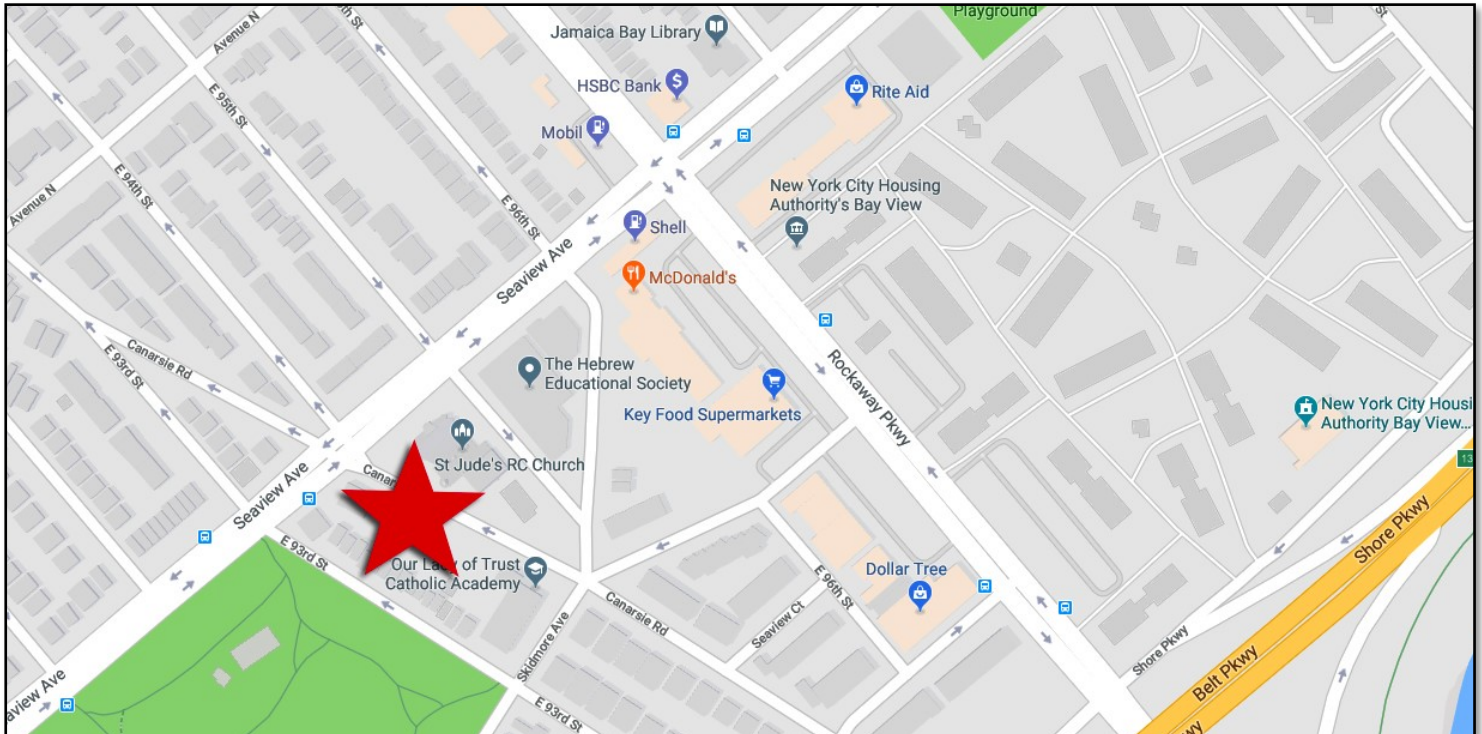 Playground
Avenue N
Jamaica Bay Library
HSBC Bank
$
Mobil
Rite Aid
E 95th St
E 94th St
Avenue N
E 96th St
New York City Housing
Authority's Bay View
Shell
Seaview Ave
McDonald's
Canarsie Rd
E 93rd St
The Hebrew
Educational Society
Rockaway Pkwy
Key Food Supermarkets
New York City Housi
Authority Bay View...
St Jude's RC Church
Seaview Ave
Canar
E 93rd St
Our La y of Trust
Catholic Academy
Shore Pkwy
Dollar Tree
E 96th St
Canarsie Rd
Seaview Ct
Skidmore Ave
Shore Pkwy
Belt Pkwy
E 93rd St
aview Ave
13
wy